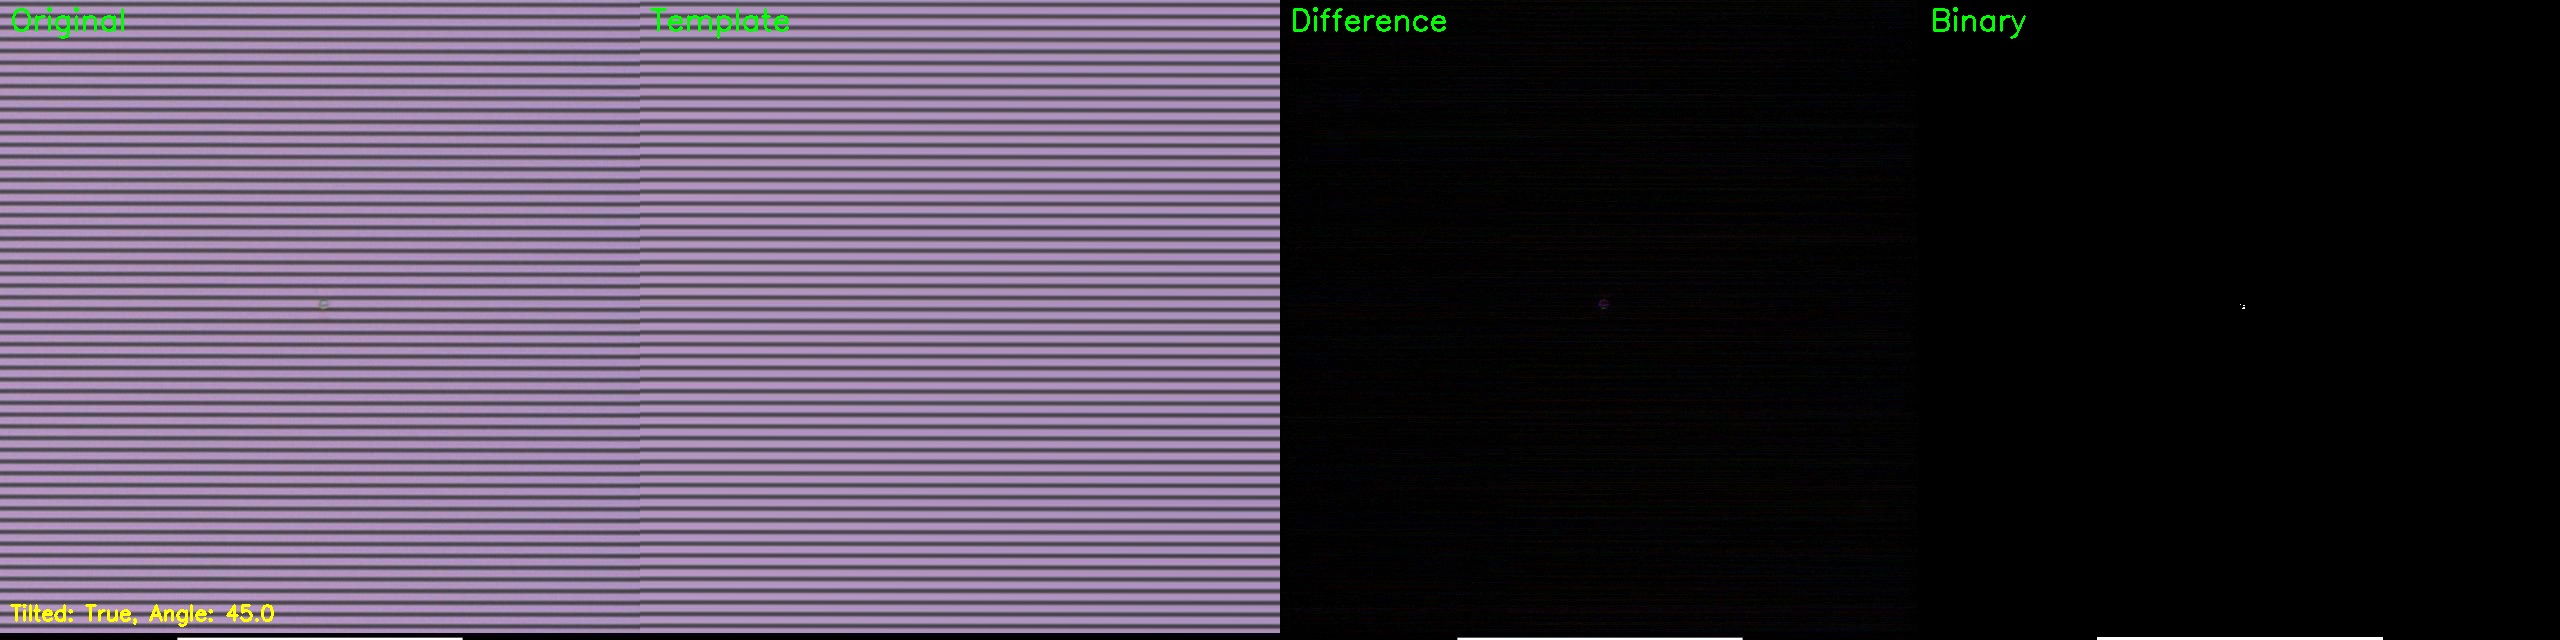 Original
Template
Difference
Binary
Tilted: True, Angle: 45.0